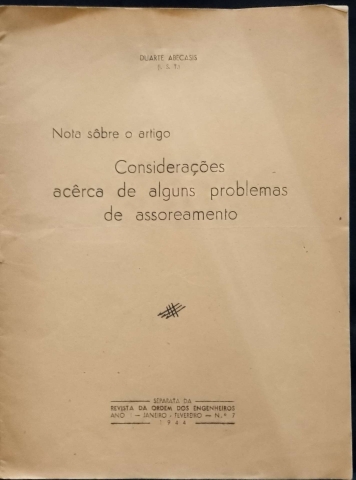 DUARTE ABECASIS
Nota sôbre o artigo
Considerações
acêrca de alguns problemas
de assoreamento
SEPARATA DA
REVISTA DA ORDEM DOS ENGENHEIROS
ANO I — JANEIRO - FEVEREIRO — N.º
1944